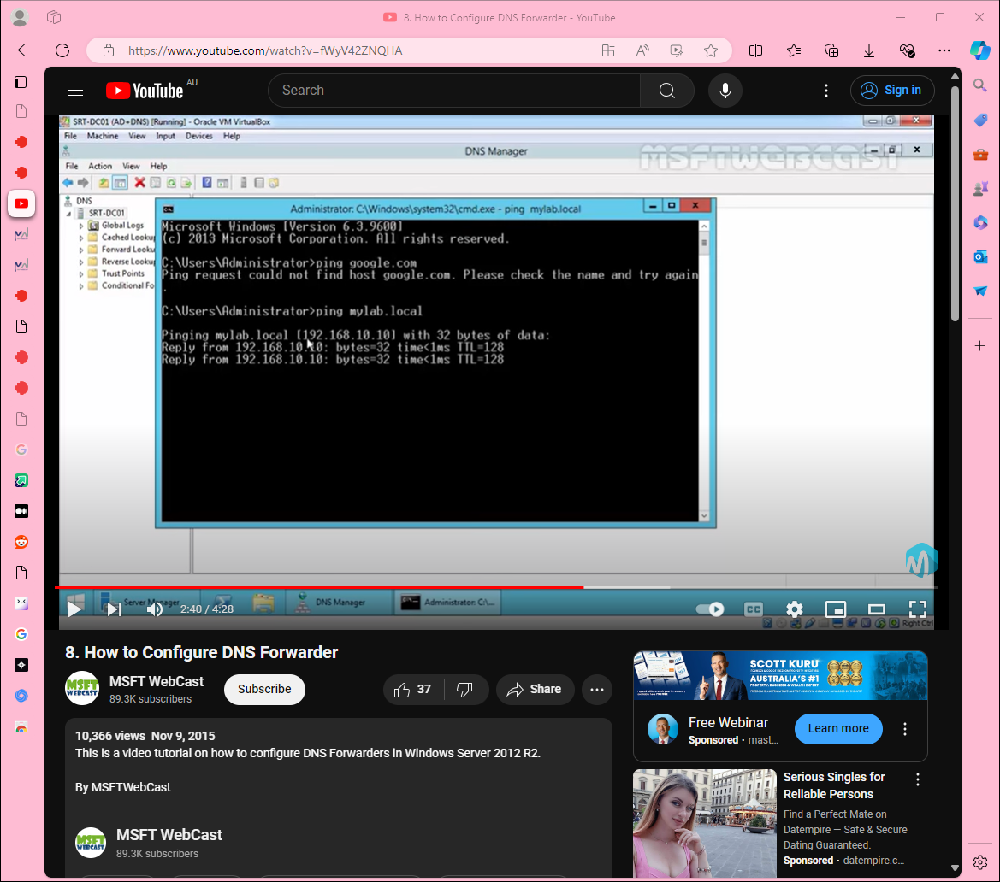 8. How to Configure DNS Forwarder - YouTube
https://www.youtube.com/watch?v=fWyV42ZNQHA
YouTube AU
Search
Sign in
SRT-DC01 (AD+DNS) [Running] - Oracle VM VirtualBox
File Machine View Input Devices Help
DNS Manager
MSFTWEBCAST
File Action View Help
DNS
SRT-DC01
Global Logs
Cached Lookup
Forward Looku
Reverse Lookup
Trust Points
Conditional Fo
Administrator: C:\Windows\system32\cmd.exe - ping mylab.local
Microsoft Windows [Version 6.3.9600]
(c) 2013 Microsoft Corporation. All rights reserved.
C:\Users\Administrator>ping google.com
Ping request could not find host google.com. Please check the name and try again
.
C:\Users\Administrator>ping mylab.local
Pinging mylab.local [192.168.10.10] with 32 bytes of data:
Reply from 192.168.10.10: bytes=32 time<1ms TTL=128
Reply from 192.168.10.10: bytes=32 time<1ms TTL=128
Server Manager
DNS Manager
Administrator: C:\...
2:40 / 4:28
CC
Right Ctrl
8. How to Configure DNS Forwarder
MSFT WEBCAST
MSFT WebCast
89.3K subscribers
Subscribe
37
Share
10,366 views Nov 9, 2015
This is a video tutorial on how to configure DNS Forwarders in Windows Server 2012 R2.
By MSFTWebCast
MSFT WEBCAST
MSFT WebCast
89.3K subscribers
SCOTT KURU
AUSTRALIA'S #1
PROPERTY, BUSINESS & WEALTH EXPERT
Free Webinar
Sponsored · mast...
Learn more
Serious Singles for
Reliable Persons
Find a Perfect Mate on
Datempire — Safe & Secure
Dating Guaranteed.
Sponsored · datempire.c...